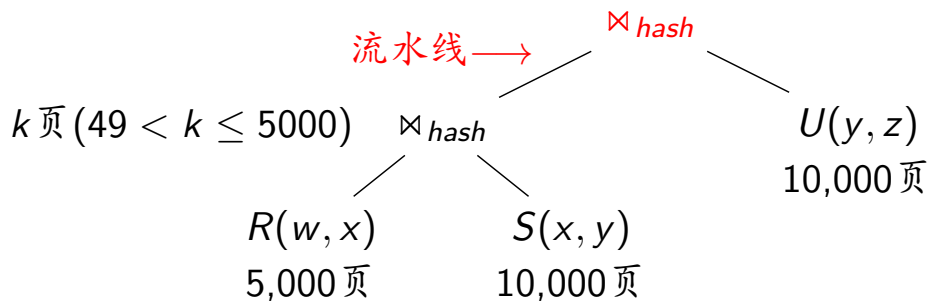 ⋈hash
流水线⟶
k页(49 < k ≤ 5000) ⋈hash U(y, z)
10,000页
R(w, x) S(x, y)
5,000页 10,000页